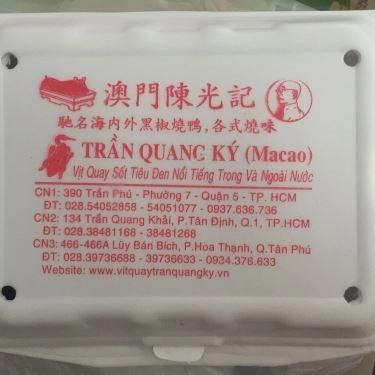 澳門陳光記
馳名海内外黑椒燒鴨,各式燒味
TRẦN QUANG KÝ (Macao)
Vịt Quay Sốt Tiêu Đen Nổi Tiếng Trong Và Ngoài Nước
CN1: 390 Trần Phú - Phường 7 - Quận 5 - TP. HCM
ĐT: 028.54052858 - 54051077 - 0937.636.736
CN2: 134 Trần Quang Khải, P.Tân Định, Q.1, TP.HCM
ĐT: 028.38481168 - 38481268
CN3: 466-466A Lũy Bán Bích, P.Hòa Thạnh, Q.Tân Phú
ĐT: 028.39736688 - 39736633 - 0934.376.633
Website: www.vitquaytranquangky.vn